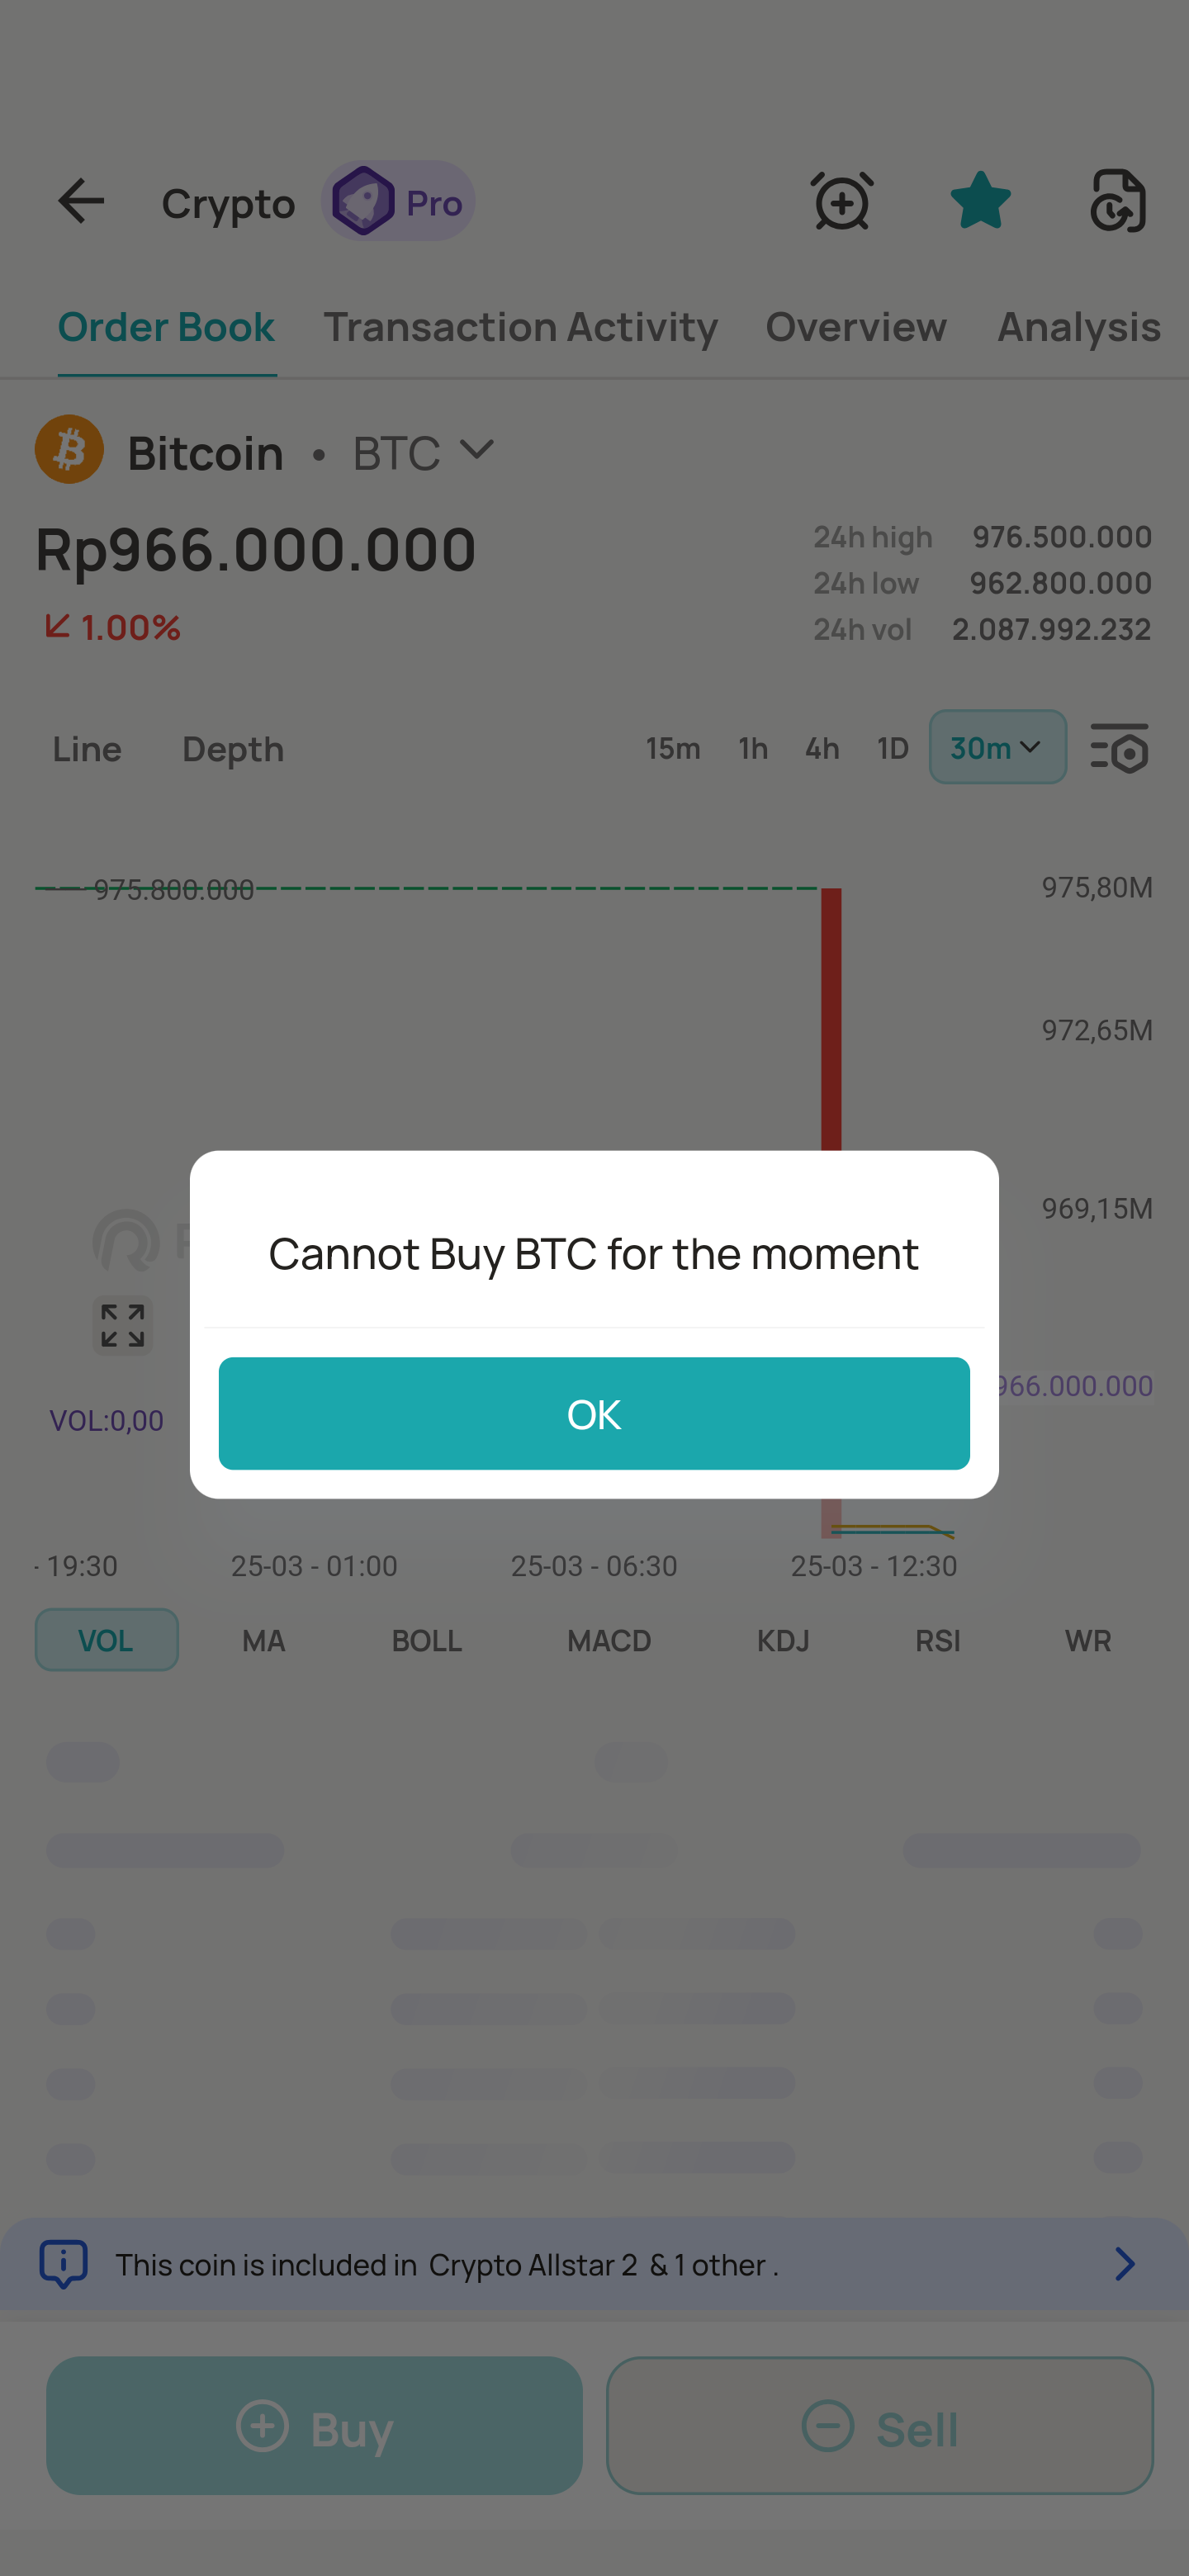 Crypto Pro
Order Book Transaction Activity Overview Analysis
Bitcoin • BTC
Rp966.000.000
1.00%
24h high 976.500.000
24h low 962.800.000
24h vol 2.087.992.232
Line Depth 15m 1h 4h 1D 30m
975.800.000
975,80M
972,65M
969,15M
Cannot Buy BTC for the moment
OK
966.000.000
VOL:0,00
- 19:30 25-03 - 01:00 25-03 - 06:30 25-03 - 12:30
VOL MA BOLL MACD KDJ RSI WR
This coin is included in Crypto Allstar 2 & 1 other .
Buy Sell